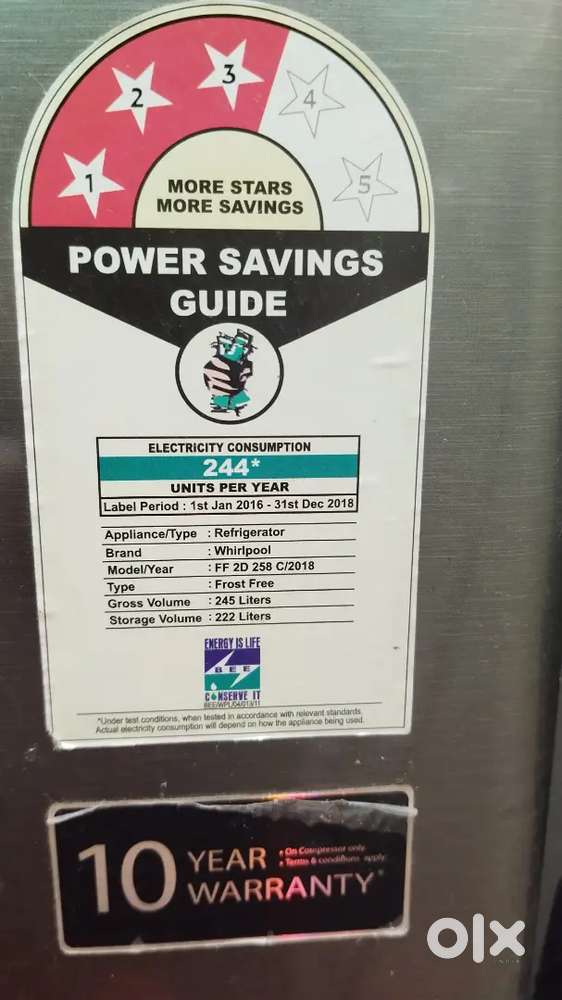 1 2 3 4 5
MORE STARS
MORE SAVINGS
POWER SAVINGS
GUIDE
ELECTRICITY CONSUMPTION
244*
UNITS PER YEAR
Label Period : 1st Jan 2016 - 31st Dec 2018
Appliance/Type : Refrigerator
Brand : Whirlpool
Model/Year : FF 2D 258 C/2018
Type : Frost Free
Gross Volume : 245 Liters
Storage Volume : 222 Liters
ENERGY IS LIFE
BEE
CONSERVE IT
*Under test conditions, when tested in accordance with relevant standards.
Actual electricity consumption will depend on how the appliance being used.
10 YEAR WARRANTY*
• On Compressor only.
• Terms & conditions apply.
olx